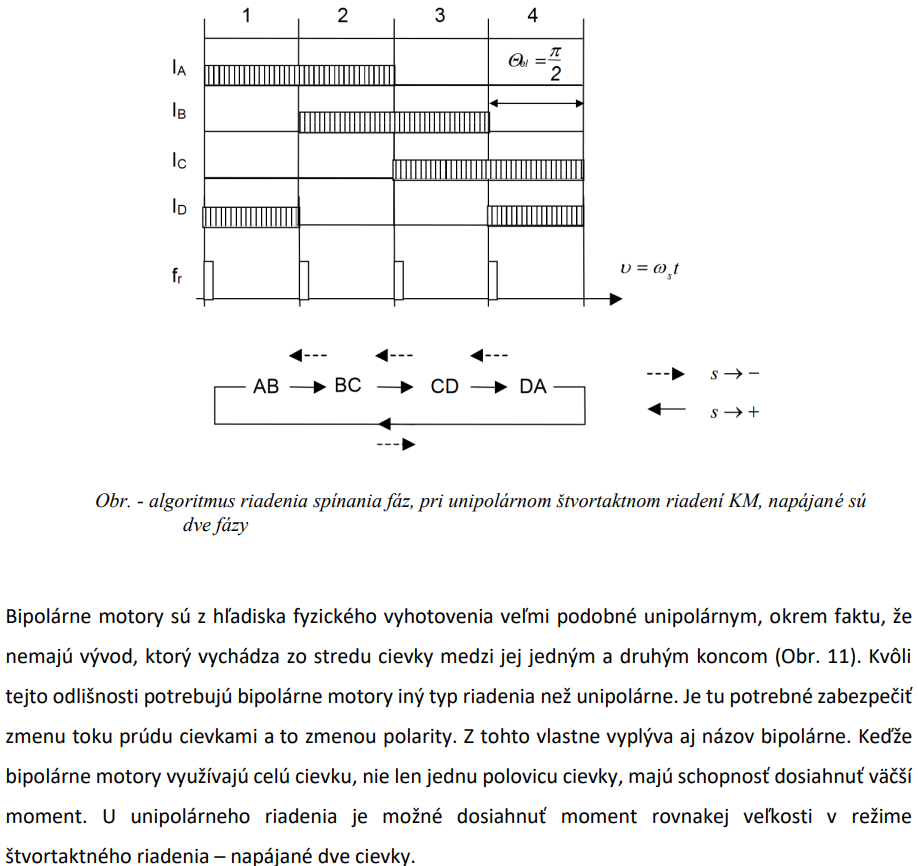 1 2 3 4
I_A Θ_el = π/2
I_B
I_C
I_D
f_r υ = ω_s t
AB BC CD DA s → −
s → +
Obr. - algoritmus riadenia spínania fáz, pri unipolárnom štvortaktnom riadení KM, napájané sú
dve fázy
Bipolárne motory sú z hľadiska fyzického vyhotovenia veľmi podobné unipolárnym, okrem faktu, že
nemajú vývod, ktorý vychádza zo stredu cievky medzi jej jedným a druhým koncom (Obr. 11). Kvôli
tejto odlišnosti potrebujú bipolárne motory iný typ riadenia než unipolárne. Je tu potrebné zabezpečiť
zmenu toku prúdu cievkami a to zmenou polarity. Z tohto vlastne vyplýva aj názov bipolárne. Keďže
bipolárne motory využívajú celú cievku, nie len jednu polovicu cievky, majú schopnosť dosiahnuť väčší
moment. U unipolárneho riadenia je možné dosiahnuť moment rovnakej veľkosti v režime
štvortaktného riadenia – napájané dve cievky.